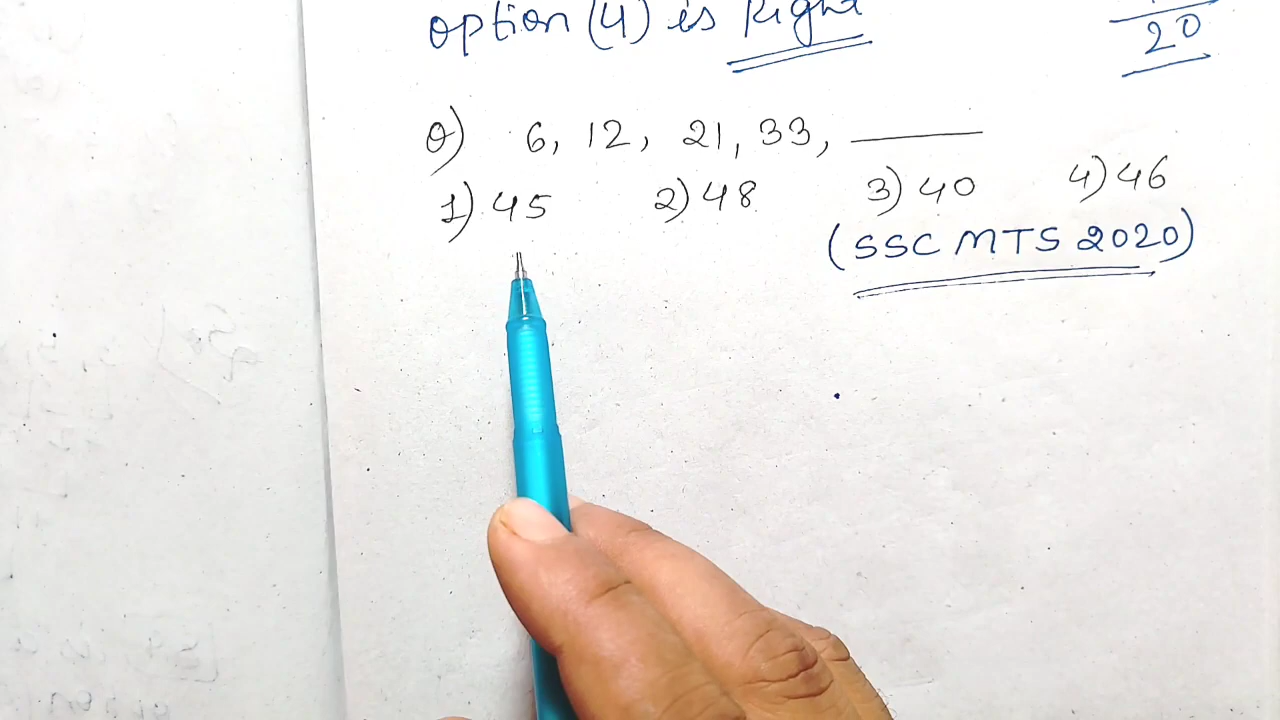 option (4) is Right
20
Q) 6, 12, 21, 33, ______
1) 45 2) 48 3) 40 4) 46
(SSC MTS 2020)